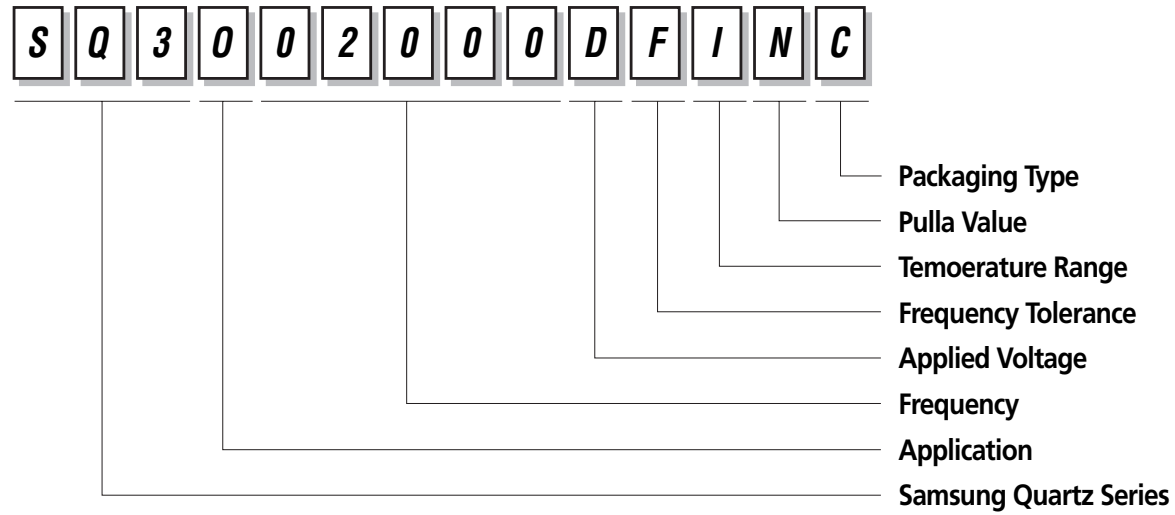 S Q 3 O 0 2 0 0 0 D F I N C
Packaging Type
Pulla Value
Temoerature Range
Frequency Tolerance
Applied Voltage
Frequency
Application
Samsung Quartz Series